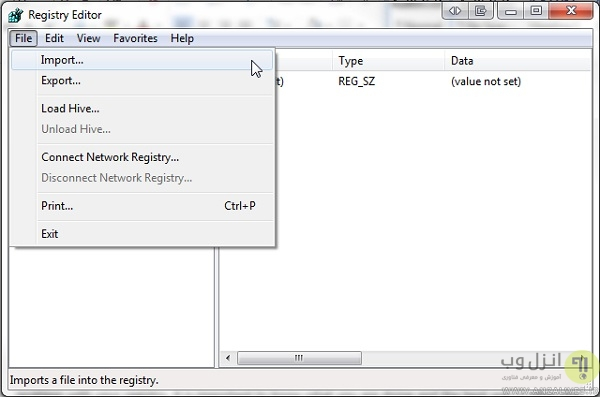 Registry Editor
File Edit View Favorites Help
Import...
Export...
Load Hive...
Unload Hive...
Connect Network Registry...
Disconnect Network Registry...
Print... Ctrl+P
Exit
Type Data
REG_SZ (value not set)
Imports a file into the registry.
انزل وب
آموزش و معرفی فناوری